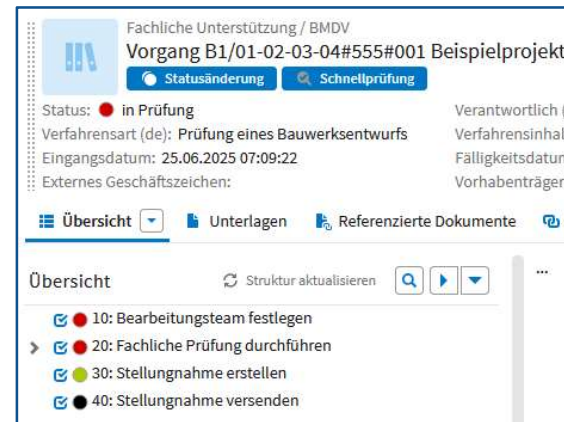 Fachliche Unterstützung / BMDV
Vorgang B1/01-02-03-04#555#001 Beispielprojekt
Statusänderung Schnellprüfung
Status: in Prüfung
Verantwortlich (
Verfahrensart (de): Prüfung eines Bauwerksentwurfs
Verfahrensinhal
Eingangsdatum: 25.06.2025 07:09:22
Fälligkeitsdatum
Externes Geschäftszeichen:
Vorhabenträger
Übersicht Unterlagen Referenzierte Dokumente
Übersicht Struktur aktualisieren ...
10: Bearbeitungsteam festlegen
20: Fachliche Prüfung durchführen
30: Stellungnahme erstellen
40: Stellungnahme versenden